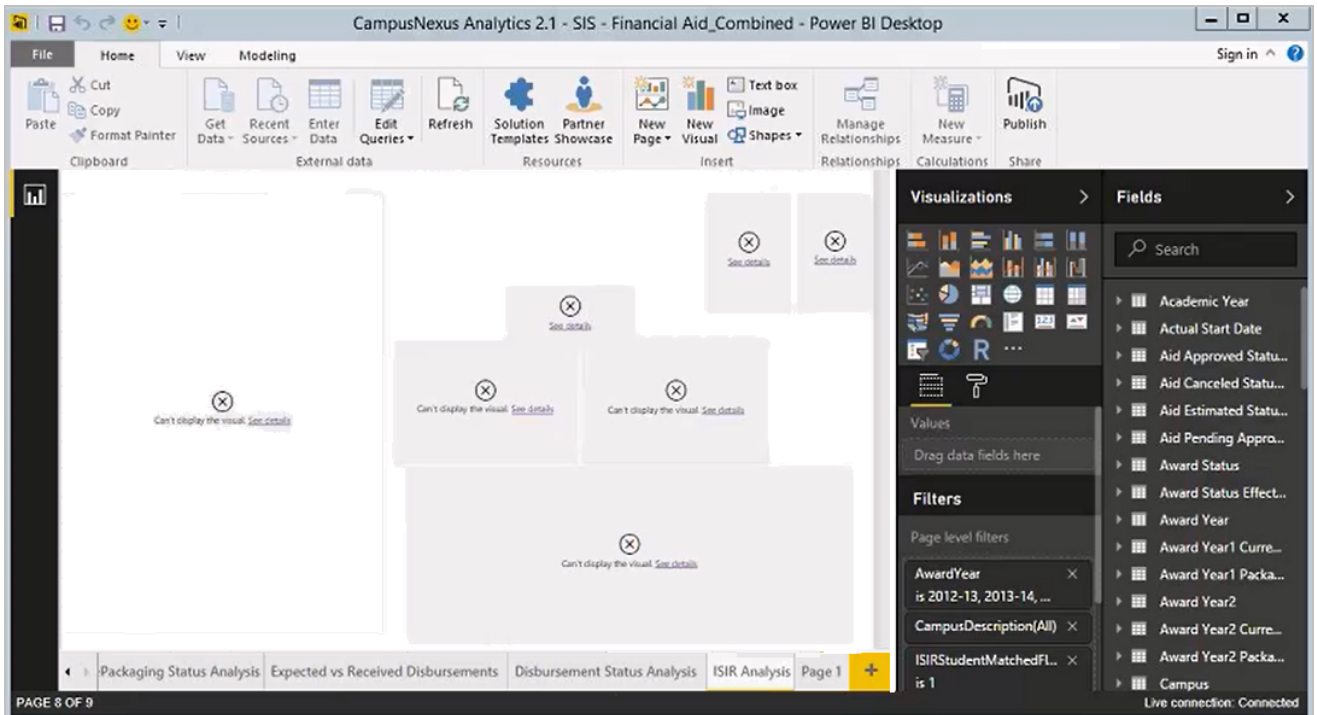 CampusNexus Analytics 2.1 - SIS - Financial Aid_Combined - Power BI Desktop
File Home View Modeling Sign in
Paste
Cut
Copy
Format Painter
Clipboard
Get Data
Recent Sources
Enter Data
Edit Queries
Refresh
External data
Solution Templates
Partner Showcase
Resources
New Page
New Visual
Text box
Image
Shapes
Insert
Manage Relationships
Relationships
New Measure
Calculations
Publish
Share
See details
See details
See details
Can't display the visual. See details
Can't display the visual. See details
Can't display the visual. See details
Can't display the visual. See details
Packaging Status Analysis
Expected vs Received Disbursements
Disbursement Status Analysis
ISIR Analysis
Page 1
+
Visualizations
R
...
Values
Drag data fields here
Filters
Page level filters
AwardYear
is 2012-13, 2013-14, ...
CampusDescription(All)
ISIRStudentMatchedFl...
is 1
Fields
Search
Academic Year
Actual Start Date
Aid Approved Statu...
Aid Canceled Statu...
Aid Estimated Statu...
Aid Pending Appro...
Award Status
Award Status Effect...
Award Year
Award Year1 Curre...
Award Year1 Packa...
Award Year2
Award Year2 Curre...
Award Year2 Packa...
Campus
PAGE 8 OF 9
Live connection: Connected